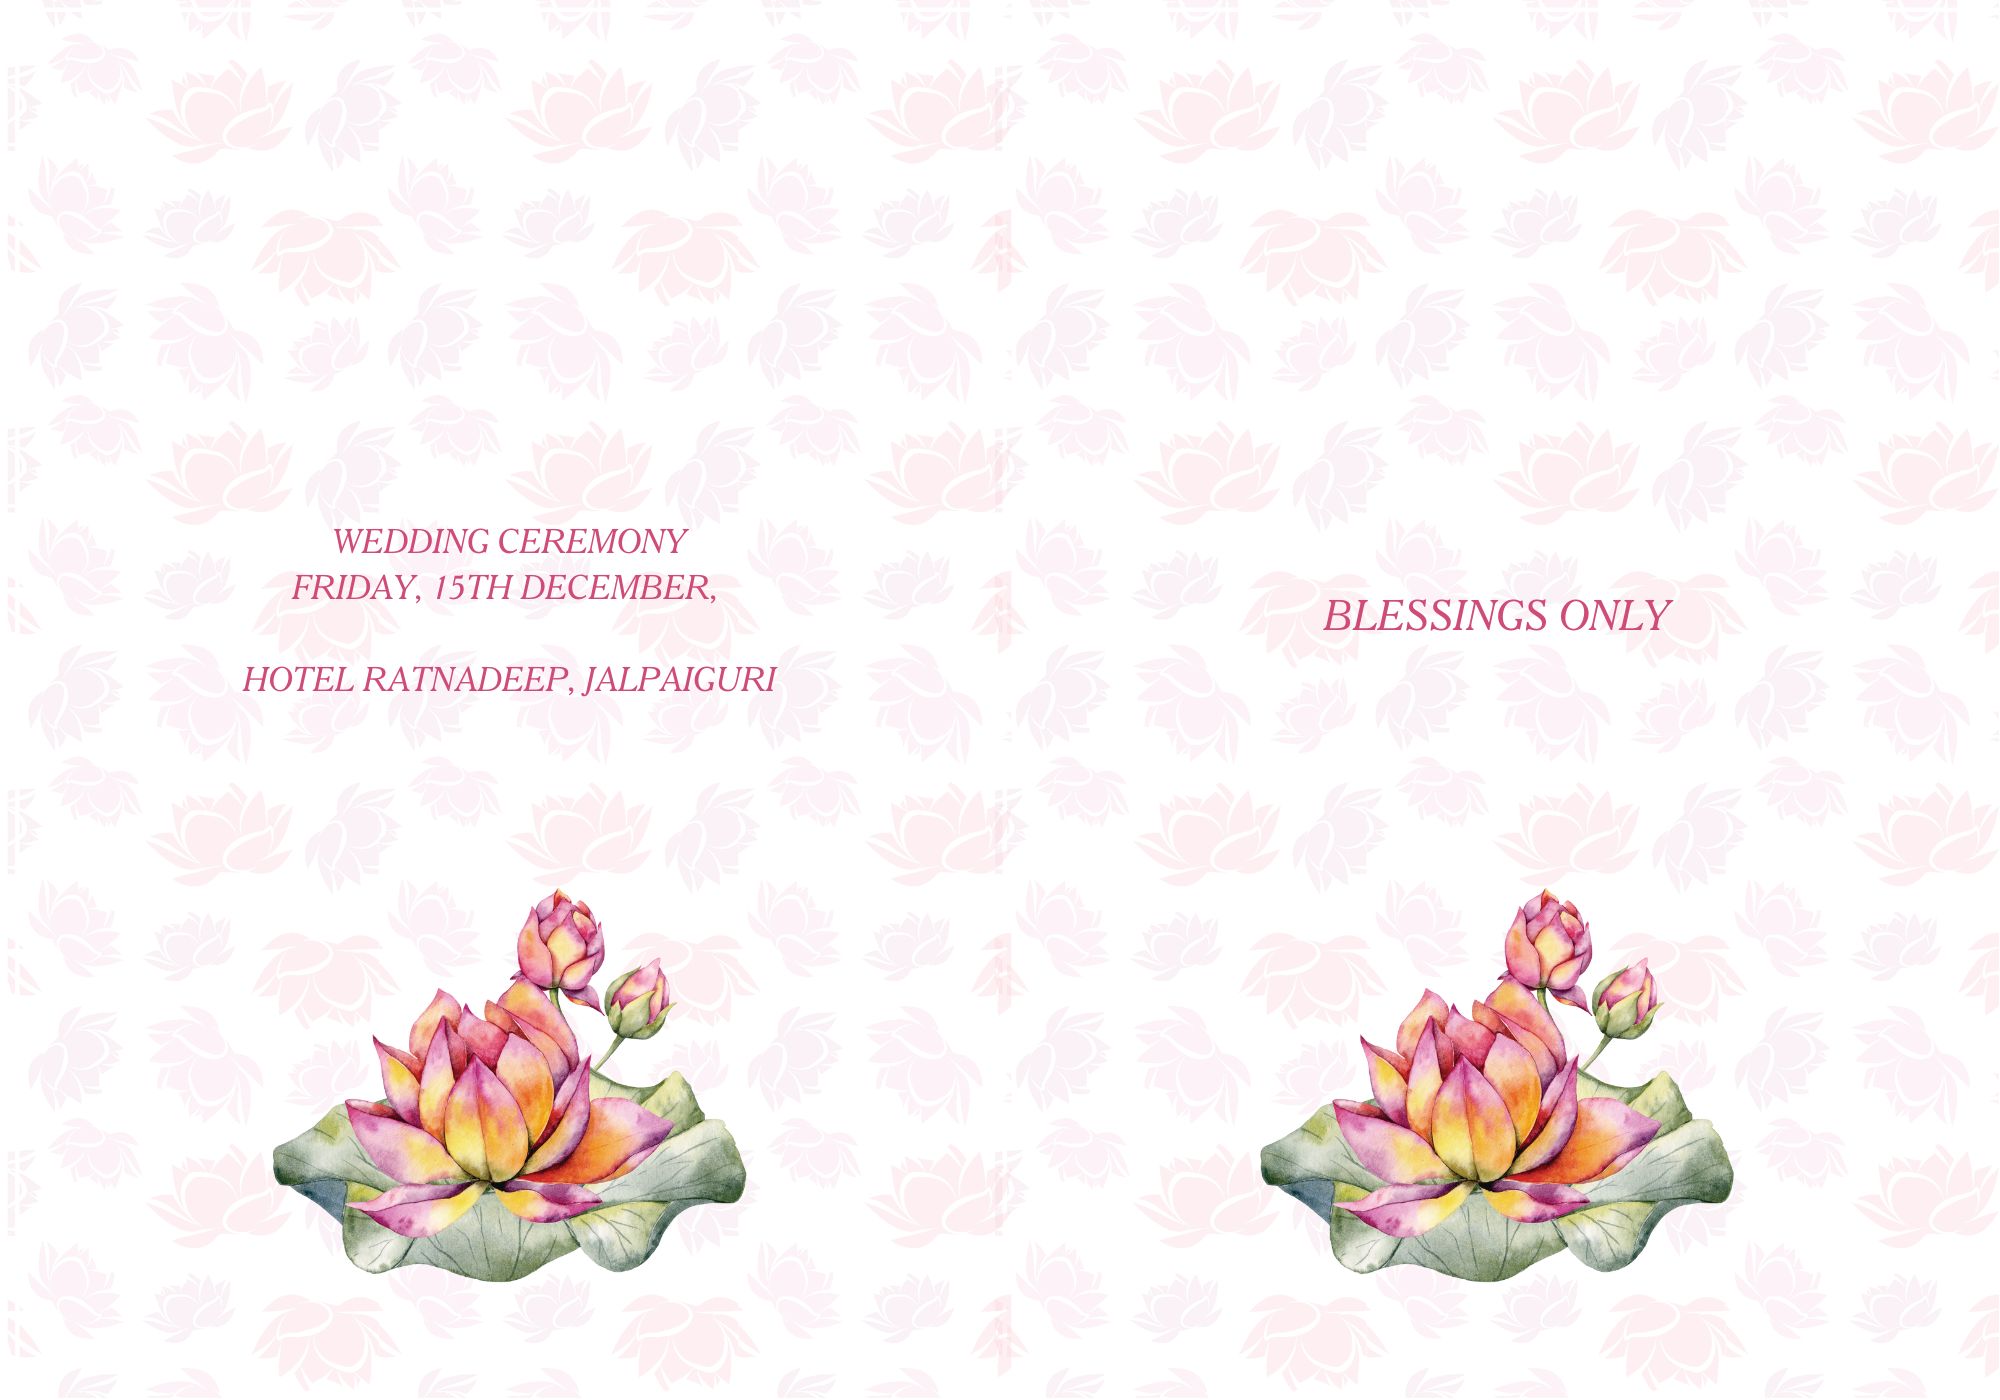 WEDDING CEREMONY
FRIDAY, 15TH DECEMBER,
HOTEL RATNADEEP, JALPAIGURI
BLESSINGS ONLY